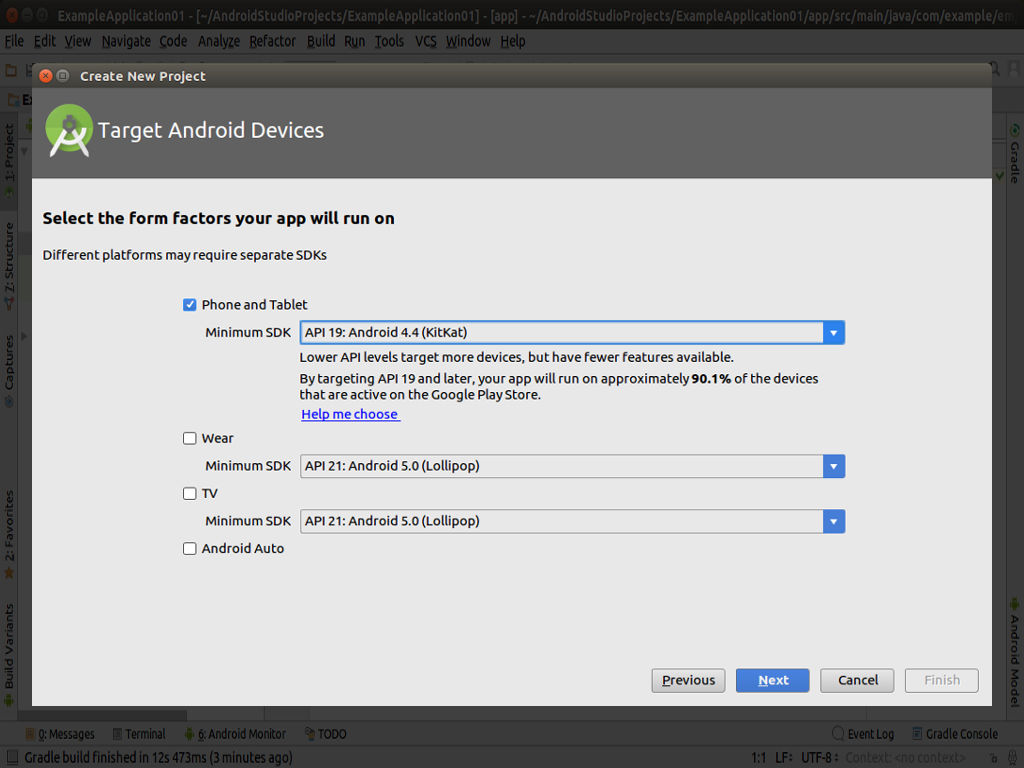 ExampleApplication01 - [~/AndroidStudioProjects/ExampleApplication01] - [app] - ~/AndroidStudioProjects/ExampleApplication01/app/src/main/java/com/example/em
File Edit View Navigate Code Analyze Refactor Build Run Tools VCS Window Help
Create New Project
Target Android Devices
Select the form factors your app will run on
Different platforms may require separate SDKs
Phone and Tablet
Minimum SDK API 19: Android 4.4 (KitKat)
Lower API levels target more devices, but have fewer features available.
By targeting API 19 and later, your app will run on approximately 90.1% of the devices
that are active on the Google Play Store.
Help me choose
Wear
Minimum SDK API 21: Android 5.0 (Lollipop)
TV
Minimum SDK API 21: Android 5.0 (Lollipop)
Android Auto
Previous Next Cancel Finish
1: Project
Z: Structure
Captures
2: Favorites
Build Variants
Gradle
Android Model
0: Messages Terminal 6: Android Monitor TODO Event Log Gradle Console
Gradle build finished in 12s 473ms (3 minutes ago) 1:1 LF: UTF-8: Context: <no context>